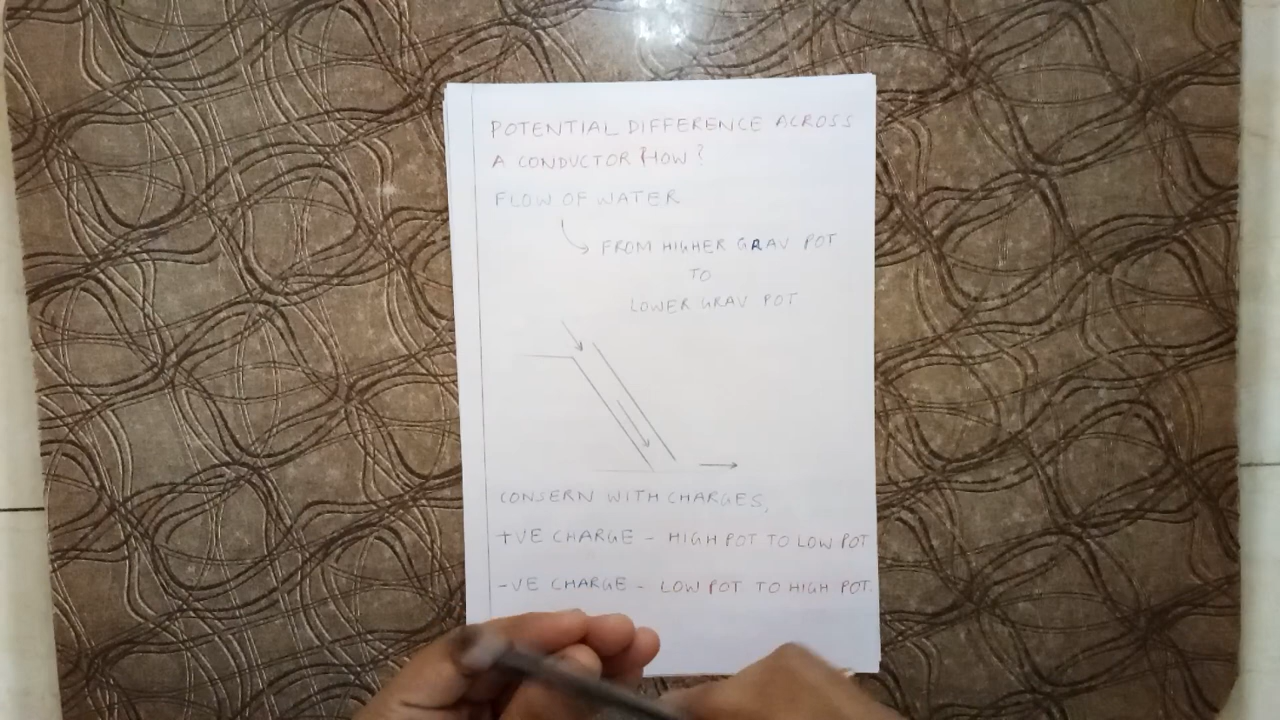 POTENTIAL DIFFERENCE ACROSS
A CONDUCTOR HOW?
FLOW OF WATER
FROM HIGHER GRAV POT
TO
LOWER GRAV POT
CONSERN WITH CHARGES,
+VE CHARGE - HIGH POT TO LOW POT
-VE CHARGE - LOW POT TO HIGH POT.